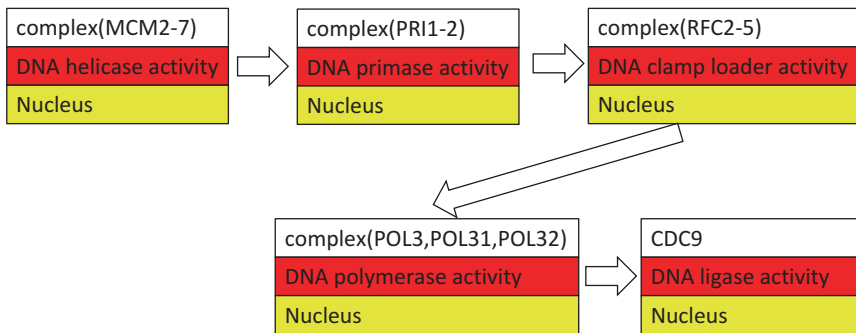 complex(MCM2-7)
DNA helicase activity
Nucleus
complex(PRI1-2)
DNA primase activity
Nucleus
complex(RFC2-5)
DNA clamp loader activity
Nucleus
complex(POL3,POL31,POL32)
DNA polymerase activity
Nucleus
CDC9
DNA ligase activity
Nucleus